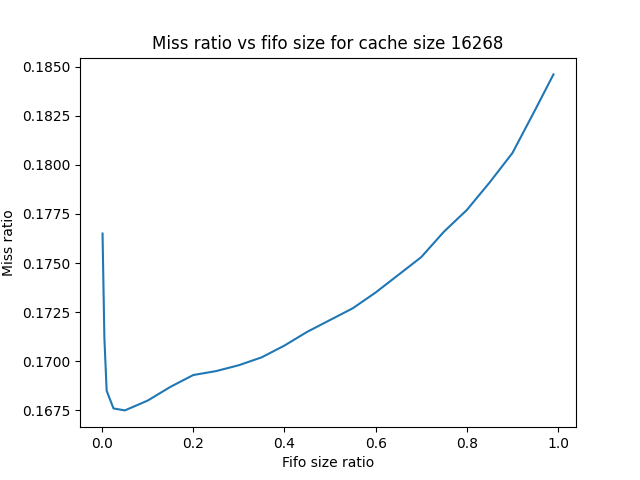 Miss ratio vs fifo size for cache size 16268
0.1850
0.1825
0.1800
0.1775
0.1750
0.1725
0.1700
0.1675
Miss ratio
0.0 0.2 0.4 0.6 0.8 1.0
Fifo size ratio